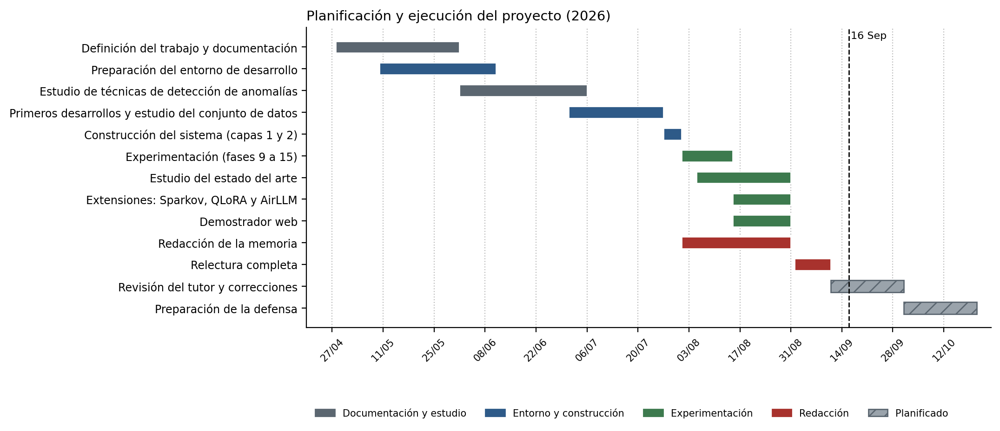 Planificación y ejecución del proyecto (2026)
16 Sep
Definición del trabajo y documentación
Preparación del entorno de desarrollo
Estudio de técnicas de detección de anomalías
Primeros desarrollos y estudio del conjunto de datos
Construcción del sistema (capas 1 y 2)
Experimentación (fases 9 a 15)
Estudio del estado del arte
Extensiones: Sparkov, QLoRA y AirLLM
Demostrador web
Redacción de la memoria
Relectura completa
Revisión del tutor y correcciones
Preparación de la defensa
27/04 11/05 25/05 08/06 22/06 06/07 20/07 03/08 17/08 31/08 14/09 28/09 12/10
Documentación y estudio Entorno y construcción Experimentación Redacción Planificado